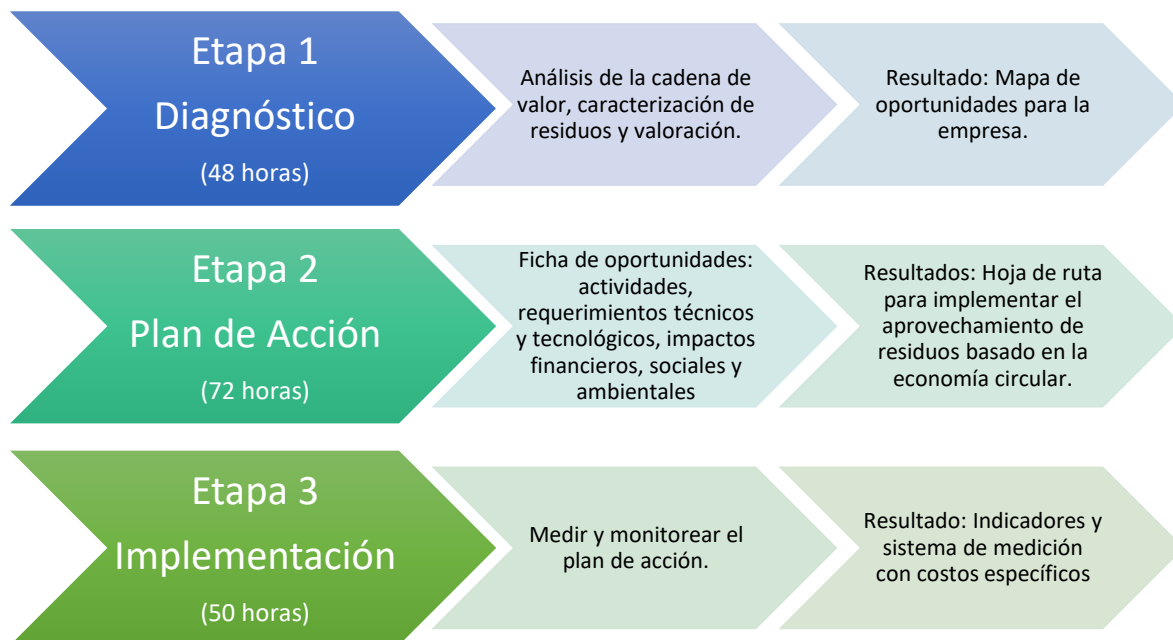 Etapa 1
Diagnóstico
(48 horas)
Análisis de la cadena de
valor, caracterización de
residuos y valoración.
Resultado: Mapa de
oportunidades para la
empresa.
Etapa 2
Plan de Acción
(72 horas)
Ficha de oportunidades:
actividades,
requerimientos técnicos
y tecnológicos, impactos
financieros, sociales y
ambientales
Resultados: Hoja de ruta
para implementar el
aprovechamiento de
residuos basado en la
economía circular.
Etapa 3
Implementación
(50 horas)
Medir y monitorear el
plan de acción.
Resultado: Indicadores y
sistema de medición
con costos específicos